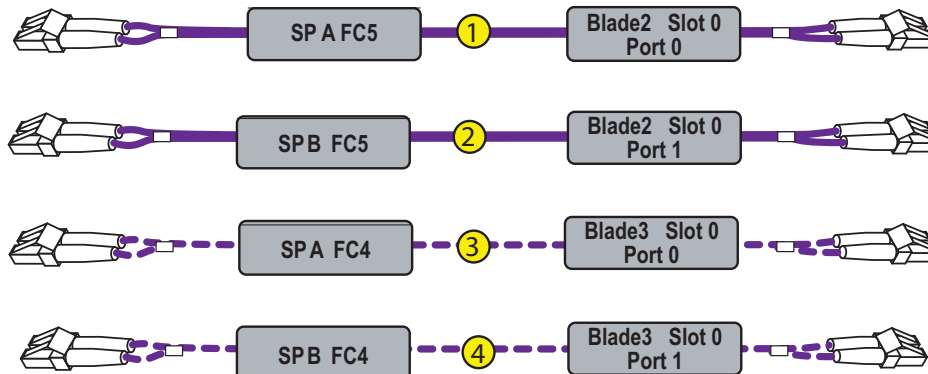 SP A FC5
1
Blade2 Slot 0
Port 0
SP B FC5
2
Blade2 Slot 0
Port 1
SP A FC4
3
Blade3 Slot 0
Port 0
SP B FC4
4
Blade3 Slot 0
Port 1